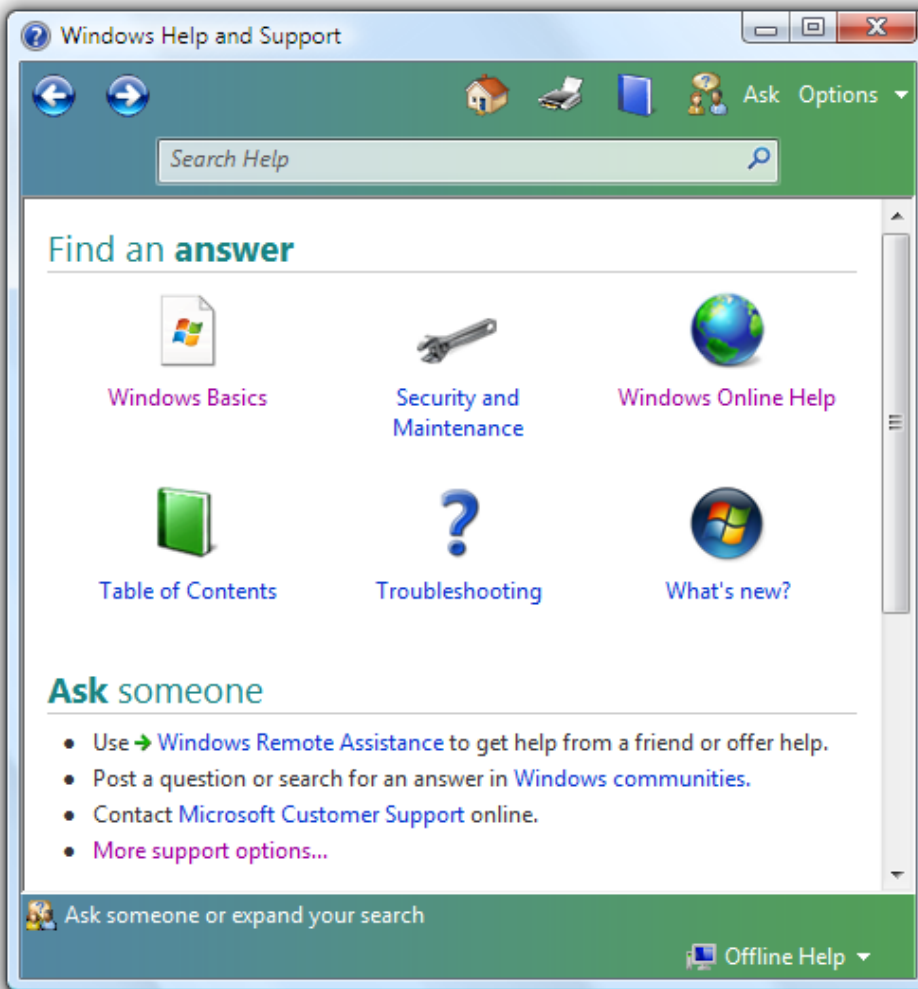 Windows Help and Support
Ask Options
Search Help
Find an answer
Windows Basics
Security and
Maintenance
Windows Online Help
Table of Contents
Troubleshooting
What's new?
Ask someone
Use Windows Remote Assistance to get help from a friend or offer help.
Post a question or search for an answer in Windows communities.
Contact Microsoft Customer Support online.
More support options...
Ask someone or expand your search
Offline Help